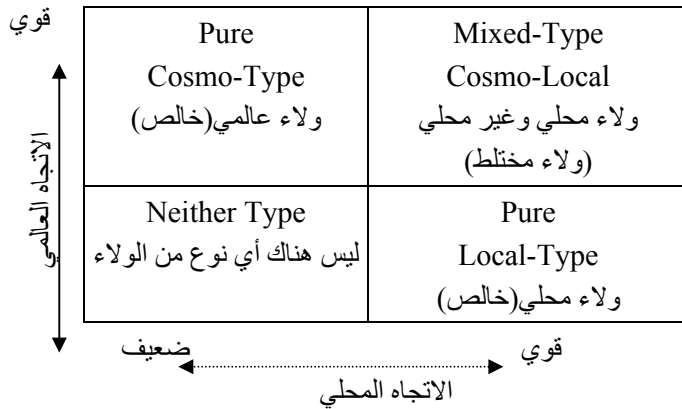 قوي
Pure
Cosmo-Type
ولاء عالمي(خالص)
Mixed-Type
Cosmo-Local
ولاء محلي وغير محلي
(ولاء مختلط)
الاتجاه العالمي
Neither Type
ليس هناك أي نوع من الولاء
Pure
Local-Type
ولاء محلي(خالص)
ضعيف
قوي
الاتجاه المحلي